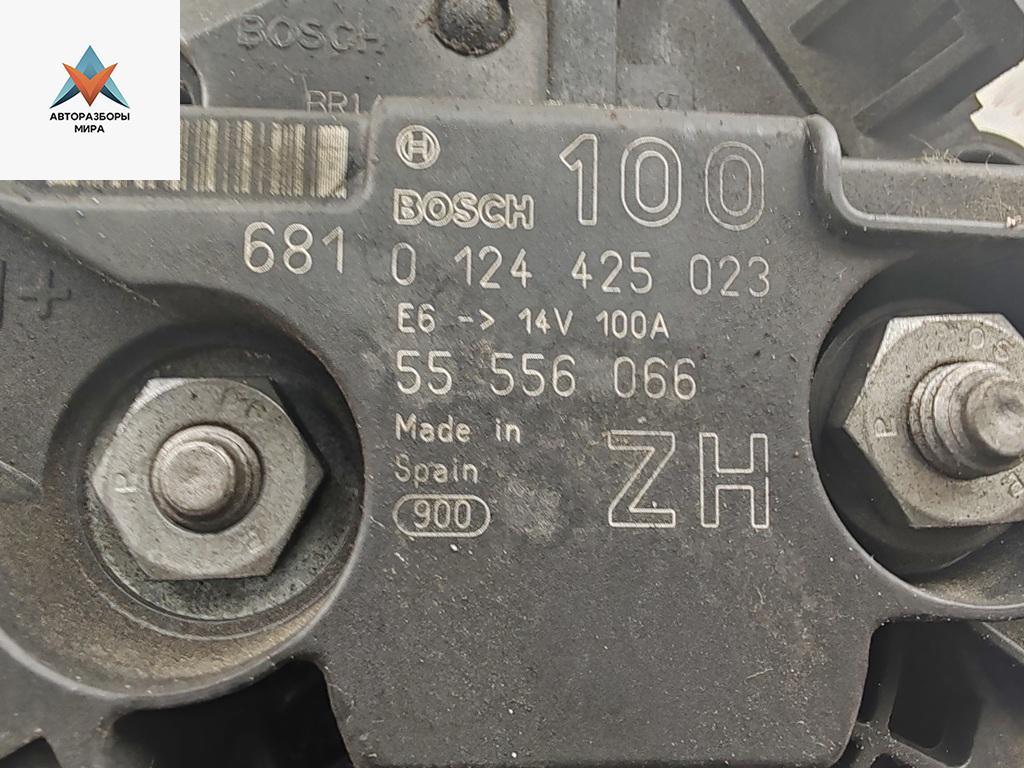 АВТОРАЗБОРЫ
МИРА
BOSCH
BOSCH 100
681 0 124 425 023
E6 -> 14V 100A
55 556 066
Made in
Spain
ZH
900